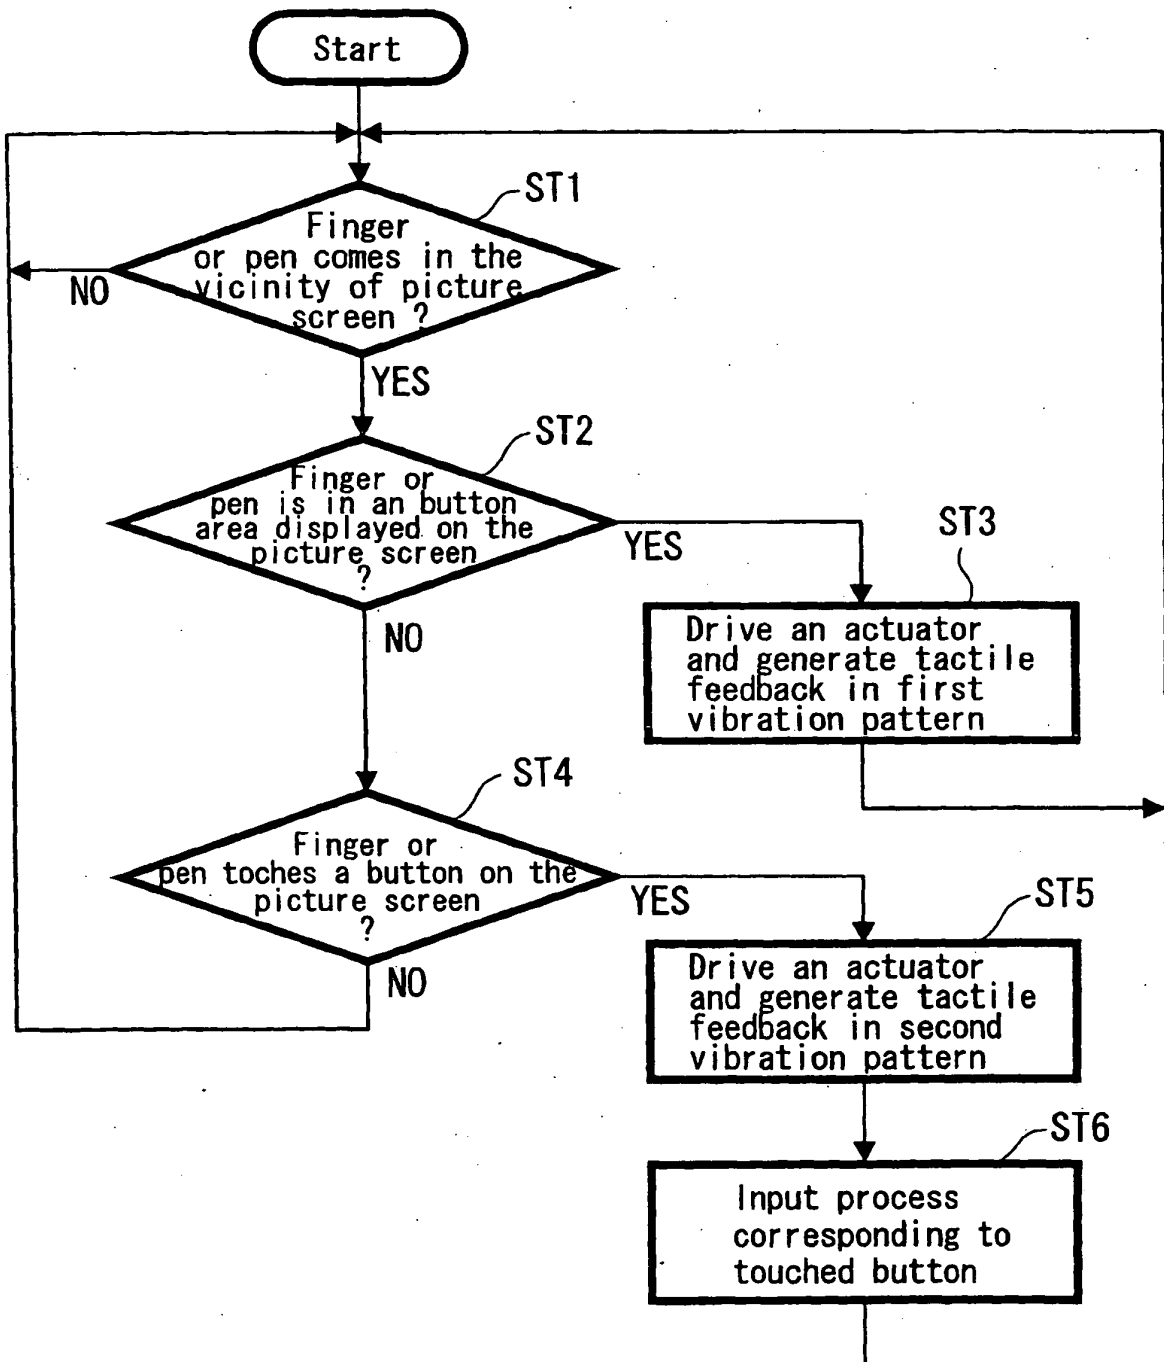 Start
ST1
Finger
or pen comes in the
vicinity of picture
screen ?
NO
YES
ST2
Finger or
pen is in an button
area displayed on the
picture screen
?
YES
NO
ST3
Drive an actuator
and generate tactile
feedback in first
vibration pattern
ST4
Finger or
pen toches a button on the
picture screen
?
YES
NO
ST5
Drive an actuator
and generate tactile
feedback in second
vibration pattern
ST6
Input process
corresponding to
touched button